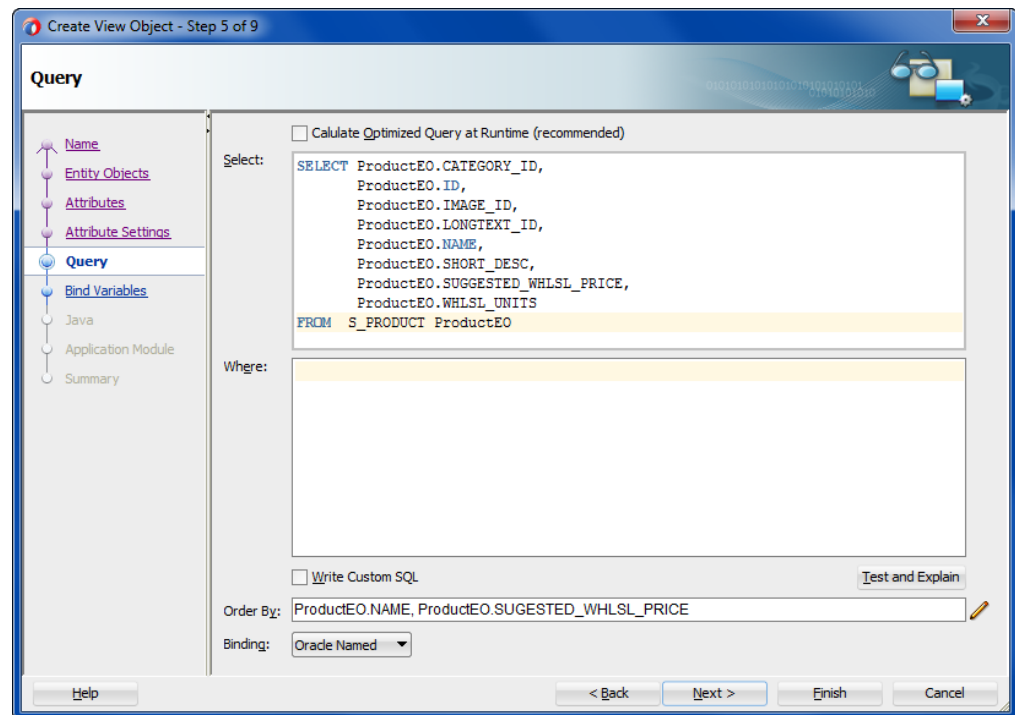 Create View Object - Step 5 of 9
Query
010101010101010101010101
01010101010
Name
Entity Objects
Attributes
Attribute Settings
Query
Bind Variables
Java
Application Module
Summary
Calulate Optimized Query at Runtime (recommended)
Select:
SELECT ProductEO.CATEGORY_ID,
ProductEO.ID,
ProductEO.IMAGE_ID,
ProductEO.LONGTEXT_ID,
ProductEO.NAME,
ProductEO.SHORT_DESC,
ProductEO.SUGGESTED_WHLSL_PRICE,
ProductEO.WHLSL_UNITS
FROM S_PRODUCT ProductEO
Where:
Write Custom SQL
Test and Explain
Order By: ProductEO.NAME, ProductEO.SUGESTED_WHLSL_PRICE
Binding: Oracle Named
Help
< Back
Next >
Finish
Cancel